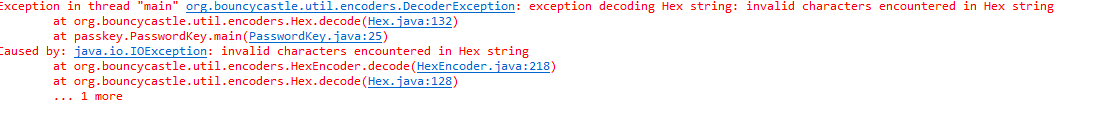 Exception in thread "main" org.bouncycastle.util.encoders.DecoderException: exception decoding Hex string: invalid characters encountered in Hex string
at org.bouncycastle.util.encoders.Hex.decode(Hex.java:132)
at passkey.PasswordKey.main(PasswordKey.java:25)
Caused by: java.io.IOException: invalid characters encountered in Hex string
at org.bouncycastle.util.encoders.HexEncoder.decode(HexEncoder.java:218)
at org.bouncycastle.util.encoders.Hex.decode(Hex.java:128)
... 1 more